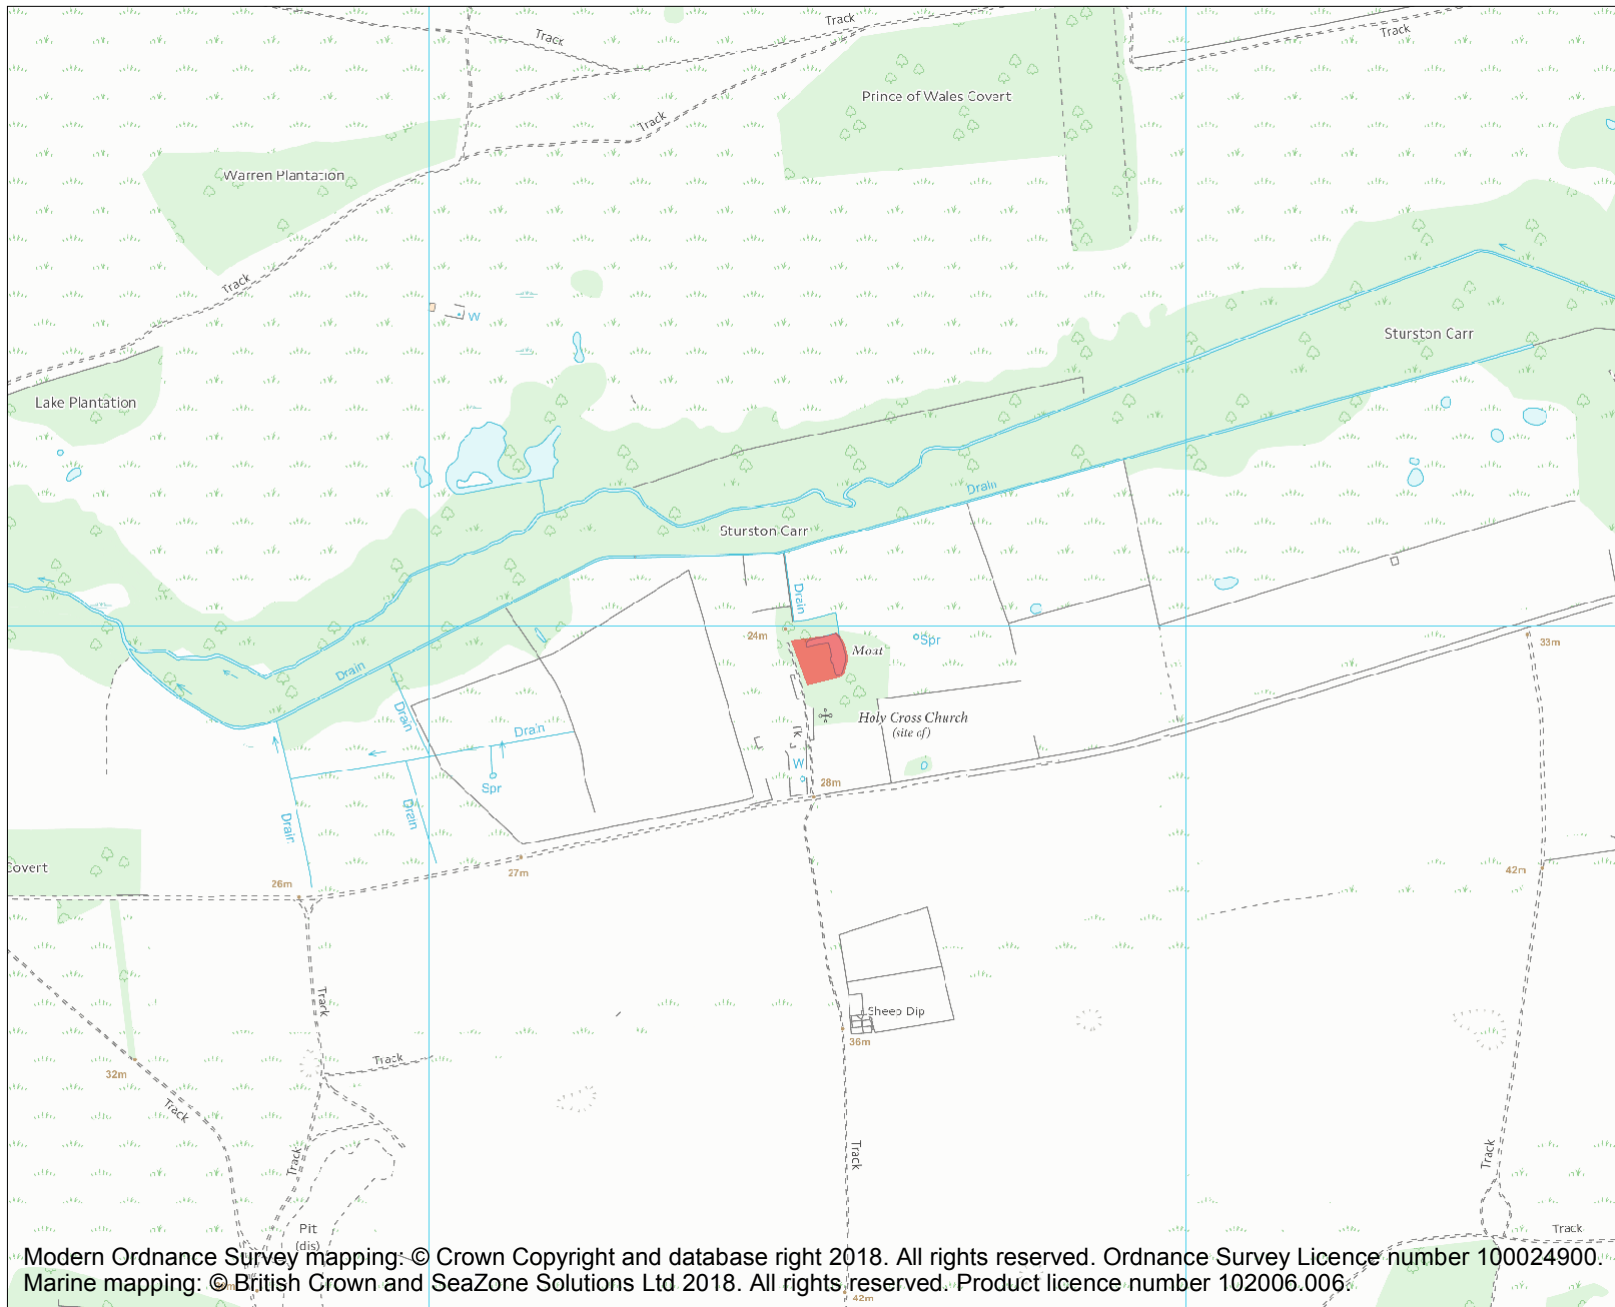 Track
Track
Track
Prince of Wales Covert
Track
Warren Plantation
Track
W
Sturston Carr
Lake Plantation
Drain
Sturston Carr
Drain
24m
Spr
33m
Moat
Drain
Drain
Holy Cross Church
(site of)
Drain
Tk
W
28m
Spr
Drain
Drain
Covert
27m
26m
42m
Track
Sheep Dip
36m
Track
32m
Track
Track
Track
Track
Pit
(dis)
Track
Modern Ordnance Survey mapping: © Crown Copyright and database right 2018. All rights reserved. Ordnance Survey Licence number 100024900.
Marine mapping: © British Crown and SeaZone Solutions Ltd 2018. All rights reserved. Product licence number 102006.006.
42m